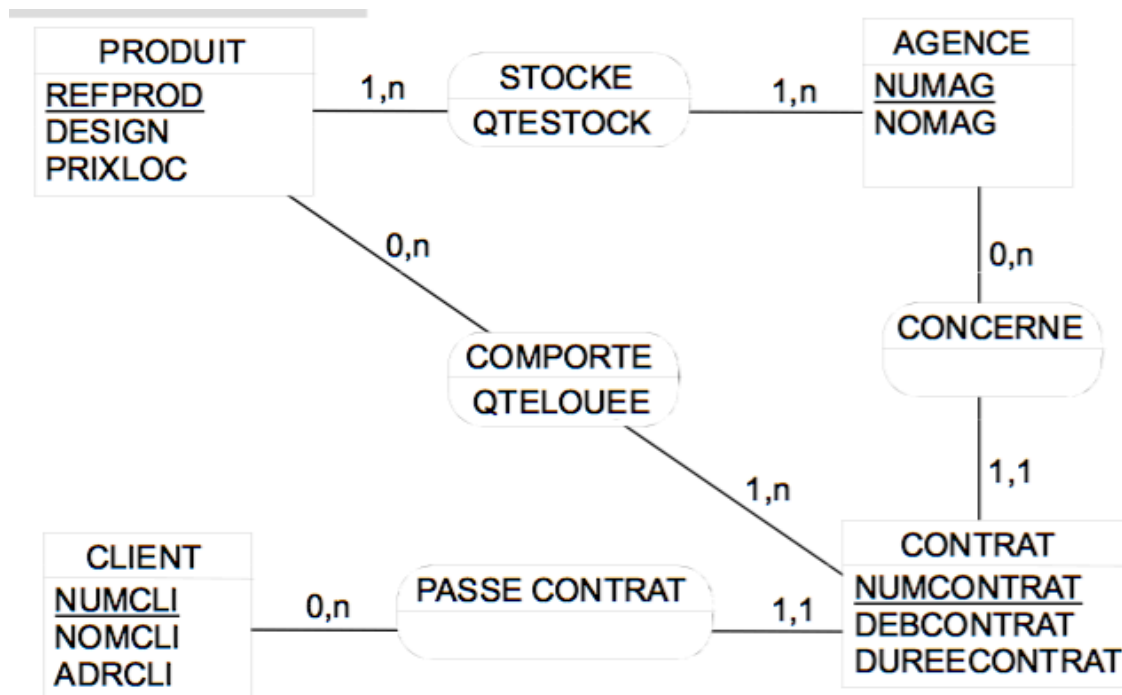 PRODUIT
REFPROD
DESIGN
PRIXLOC
1,n
STOCKE
QTESTOCK
1,n
AGENCE
NUMAG
NOMAG
0,n
COMPORTE
QTELOUEE
1,n
0,n
CONCERNE
1,1
CLIENT
NUMCLI
NOMCLI
ADRCLI
0,n
PASSE CONTRAT
1,1
CONTRAT
NUMCONTRAT
DEBCONTRAT
DUREECONTRAT